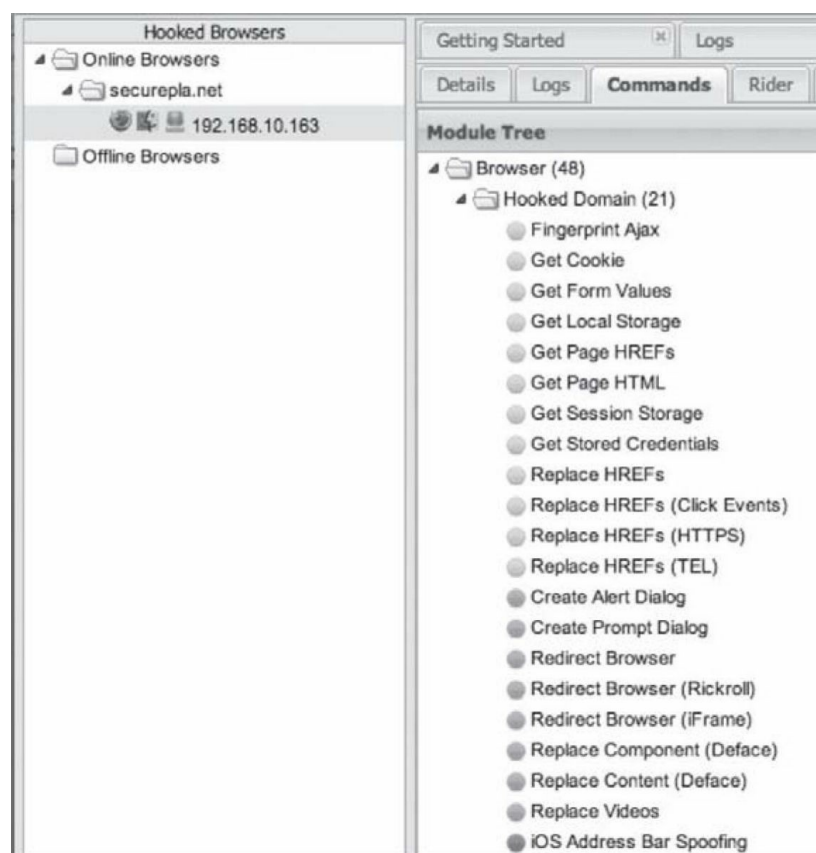 Hooked Browsers
Online Browsers
securepla.net
192.168.10.163
Offline Browsers
Getting Started
Logs
Details
Logs
Commands
Rider
Module Tree
Browser (48)
Hooked Domain (21)
Fingerprint Ajax
Get Cookie
Get Form Values
Get Local Storage
Get Page HREFs
Get Page HTML
Get Session Storage
Get Stored Credentials
Replace HREFs
Replace HREFs (Click Events)
Replace HREFs (HTTPS)
Replace HREFs (TEL)
Create Alert Dialog
Create Prompt Dialog
Redirect Browser
Redirect Browser (Rickroll)
Redirect Browser (iFrame)
Replace Component (Deface)
Replace Content (Deface)
Replace Videos
iOS Address Bar Spoofing